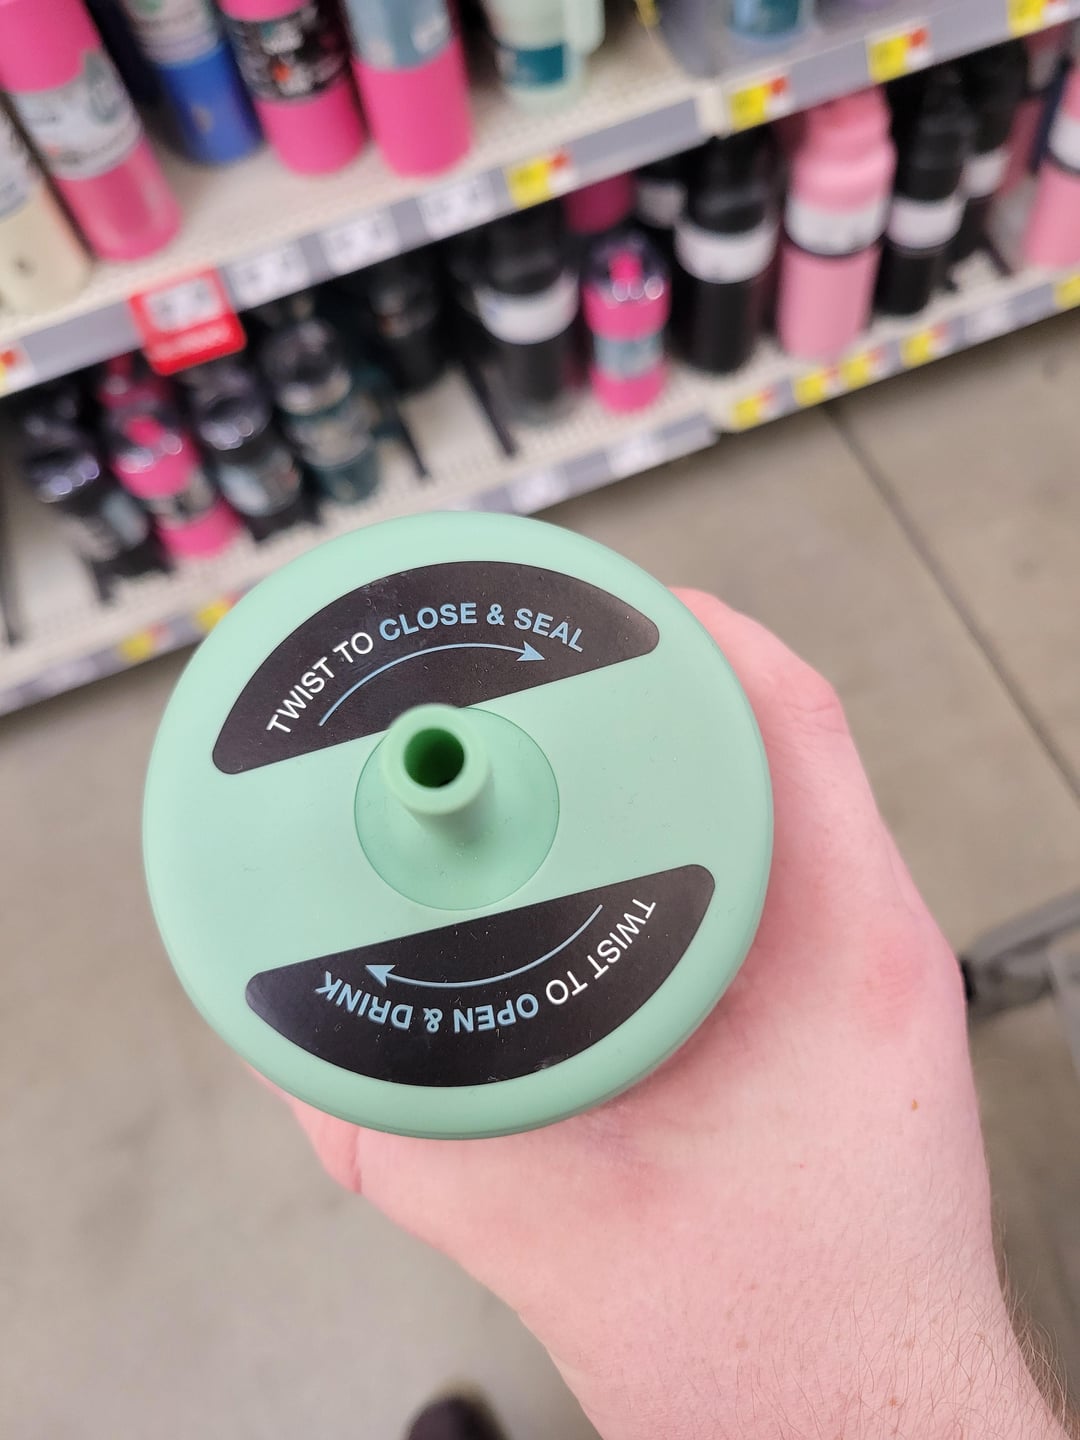 TWIST TO CLOSE & SEAL
TWIST TO OPEN & DRINK